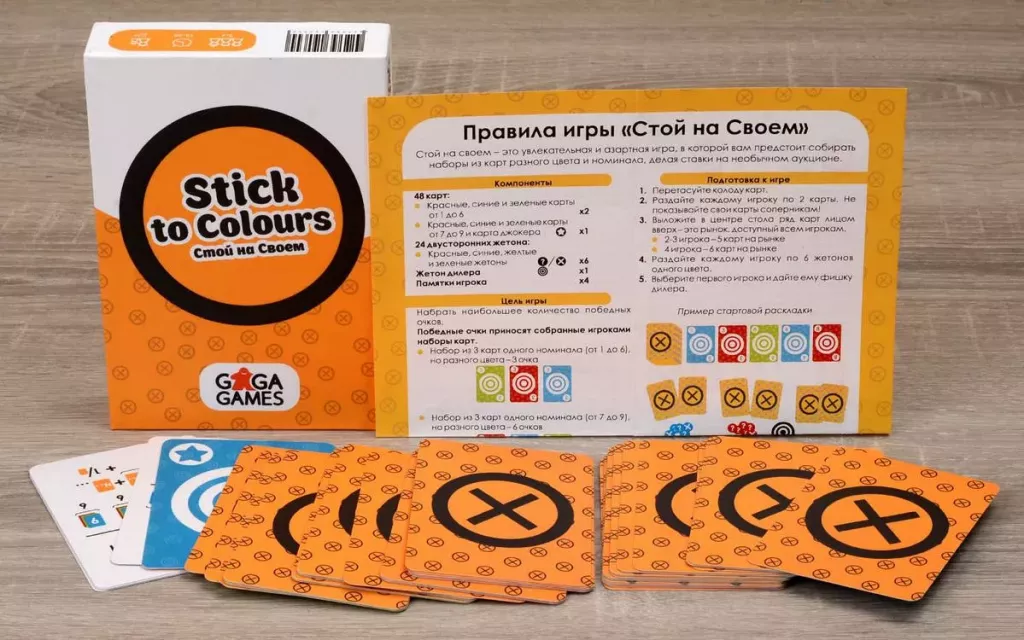 Stick
to Colours
Стой на Своем
GAGA
GAMES
Правила игры «Стой на Своем»
Стой на своем – это увлекательная и азартная игра, в которой вам предстоит собирать
наборы из карт разного цвета и номинала, делая ставки на необычном аукционе.
Компоненты
48 карт:
Красные, синие и зеленые карты
от 1 до 6 x2
Красные, синие и зеленые карты
от 7 до 9 и карта джокера x1
24 двусторонних жетона:
Красные, синие, желтые
и зеленые жетоны ?/ x6
Жетон дилера x1
Памятки игрока x4
Цель игры
Набрать наибольшее количество победных
очков.
Победные очки приносят собранные игроками
наборы карт.
Набор из 3 карт одного номинала (от 1 до 6),
но разного цвета – 3 очка
Набор из 3 карт одного номинала (от 7 до 9),
но разного цвета – 6 очков
Подготовка к игре
1. Перетасуйте колоду карт.
2. Раздайте каждому игроку по 2 карты. Не
показывайте свои карты соперникам!
3. Выложите в центре стола ряд карт лицом
вверх – это рынок, доступный всем игрокам.
2-3 игрока – 5 карт на рынке
4 игрока – 6 карт на рынке
4. Раздайте каждому игроку по 6 жетонов
одного цвета.
5. Выберите первого игрока и дайте ему фишку
дилера.
Пример стартовой раскладки
9
6